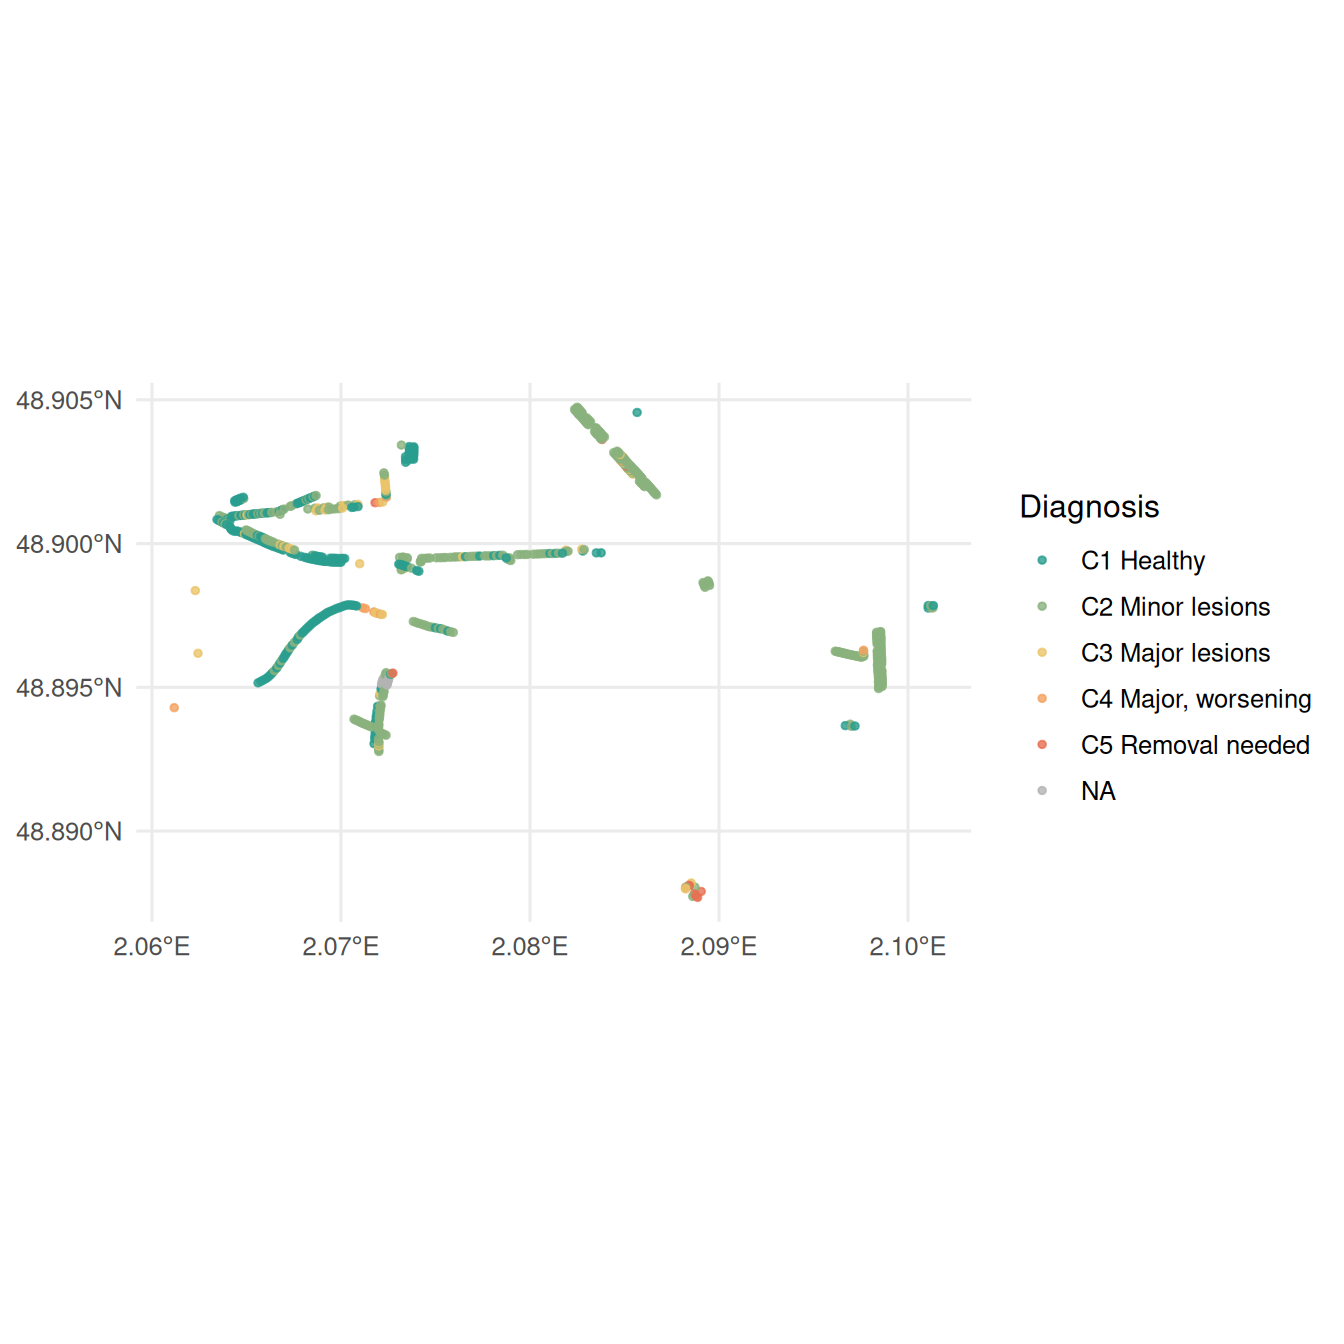 48.905°N
48.900°N
48.895°N
48.890°N
2.06°E
2.07°E
2.08°E
2.09°E
2.10°E
Diagnosis
C1 Healthy
C2 Minor lesions
C3 Major lesions
C4 Major, worsening
C5 Removal needed
NA